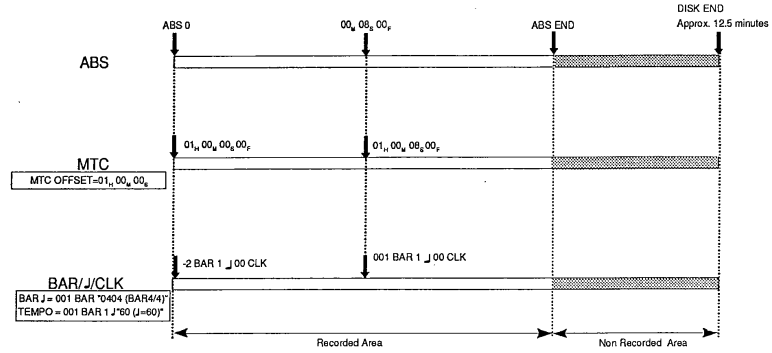 DISK END
ABS 0
00M 08S 00F
ABS END
Approx. 12.5 minutes
ABS
01H 00M 00S 00F
01H 00M 08S 00F
MTC
MTC OFFSET=01H 00M 00S
-2 BAR 1 ♩ 00 CLK
001 BAR 1 ♩ 00 CLK
BAR/♩/CLK
BAR ♩ = 001 BAR "0404 (BAR4/4)"
TEMPO = 001 BAR 1 ♩"60 (♩=60)"
Recorded Area
Non Recorded Area